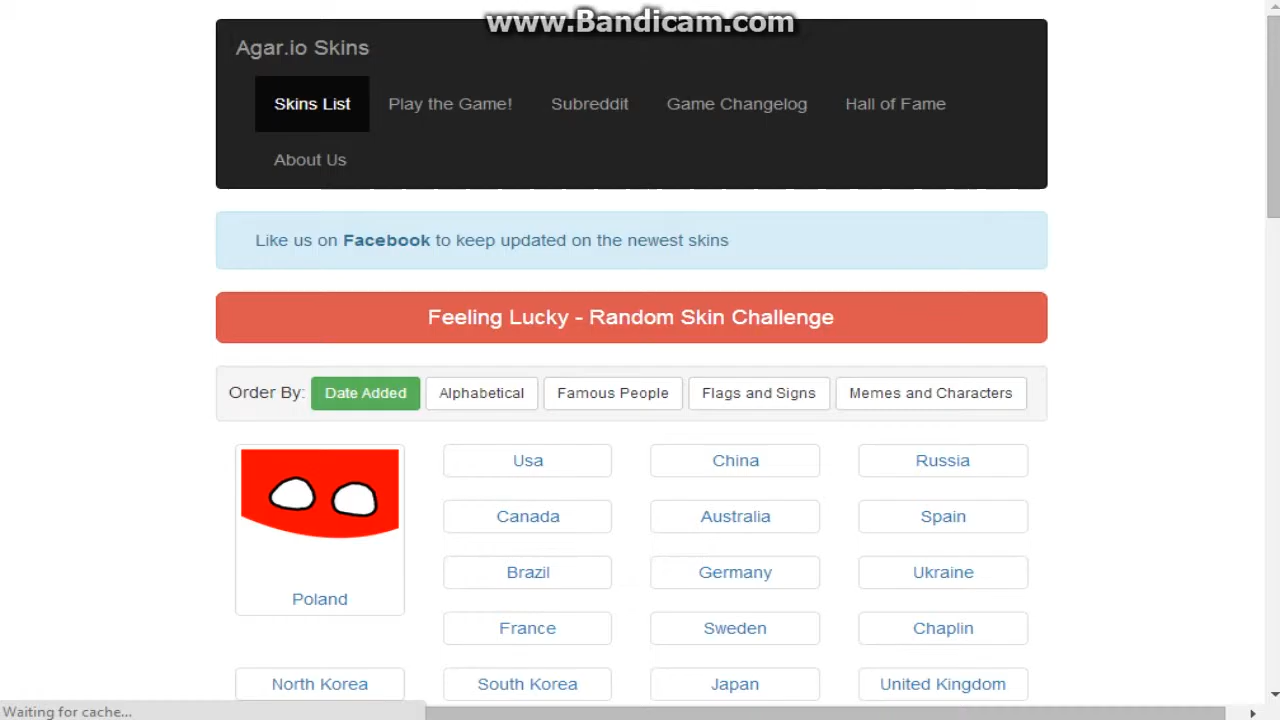 www.Bandicam.com
Agar.io Skins
Skins List Play the Game! Subreddit Game Changelog Hall of Fame
About Us
Like us on Facebook to keep updated on the newest skins
Feeling Lucky - Random Skin Challenge
Order By: Date Added Alphabetical Famous People Flags and Signs Memes and Characters
Usa China Russia
Canada Australia Spain
Brazil Germany Ukraine
Poland
France Sweden Chaplin
North Korea South Korea Japan United Kingdom
Waiting for cache...